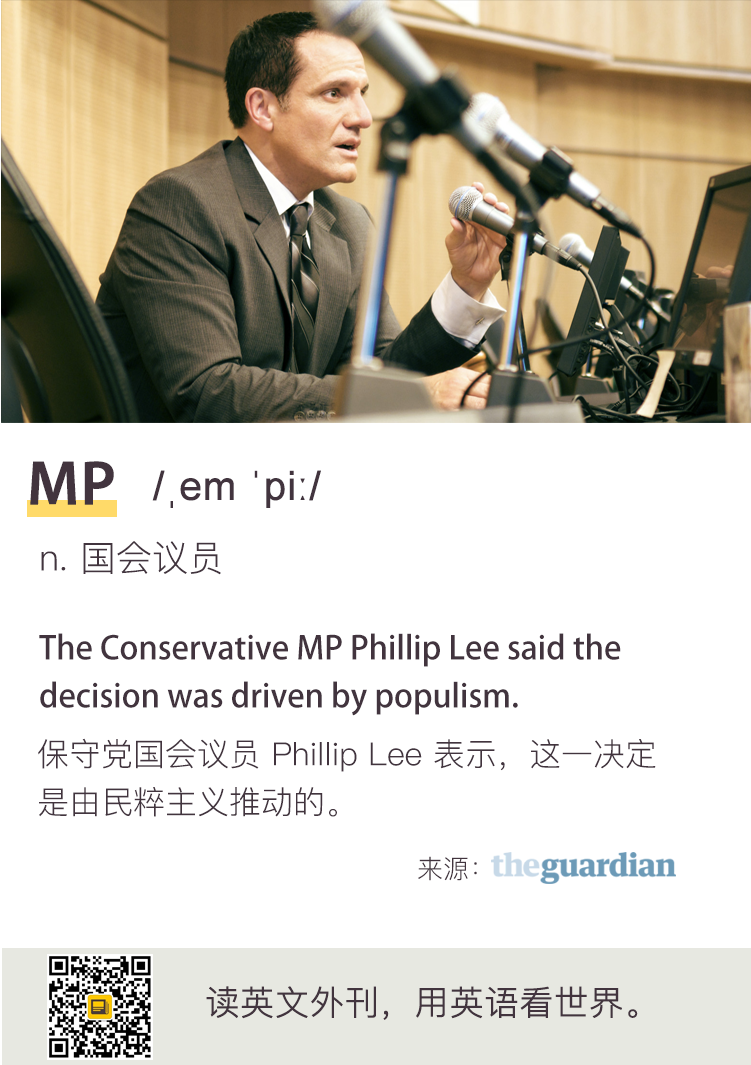 MP /ˌem ˈpiː/
n. 国会议员
The Conservative MP Phillip Lee said the
decision was driven by populism.
保守党国会议员 Phillip Lee 表示，这一决定
是由民粹主义推动的。
来源：theguardian
读英文外刊，用英语看世界。